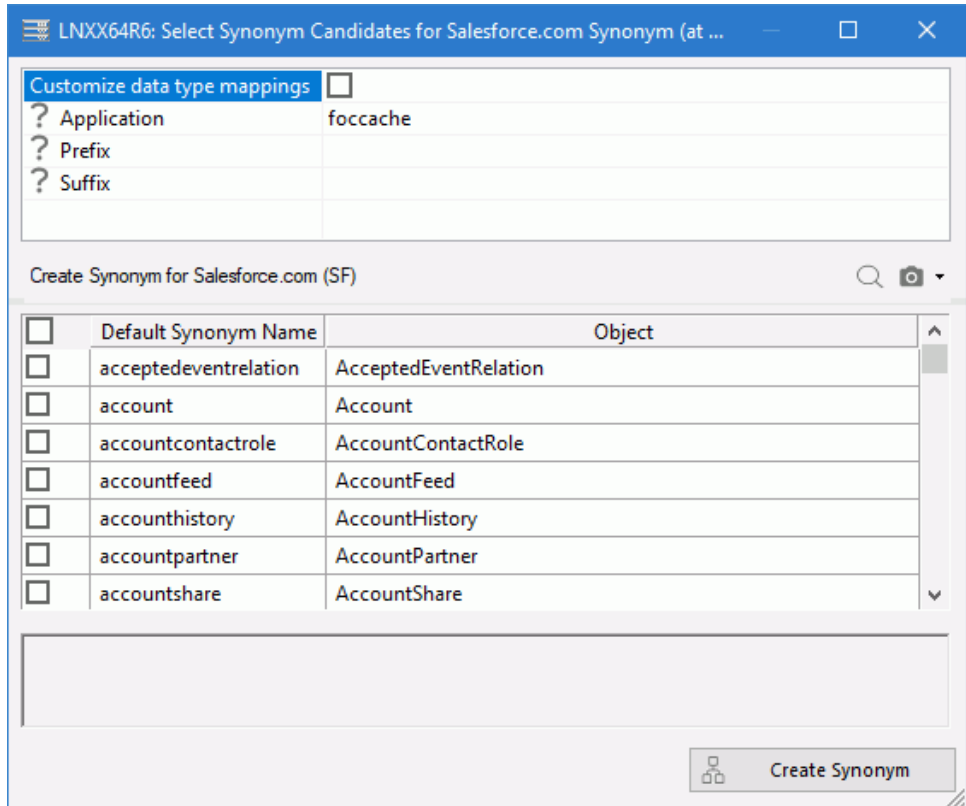 LNXX64R6: Select Synonym Candidates for Salesforce.com Synonym (at ...
Customize data type mappings
? Application foccache
? Prefix
? Suffix
Create Synonym for Salesforce.com (SF)
Default Synonym Name Object
acceptedeventrelation AcceptedEventRelation
account Account
accountcontactrole AccountContactRole
accountfeed AccountFeed
accounthistory AccountHistory
accountpartner AccountPartner
accountshare AccountShare
Create Synonym